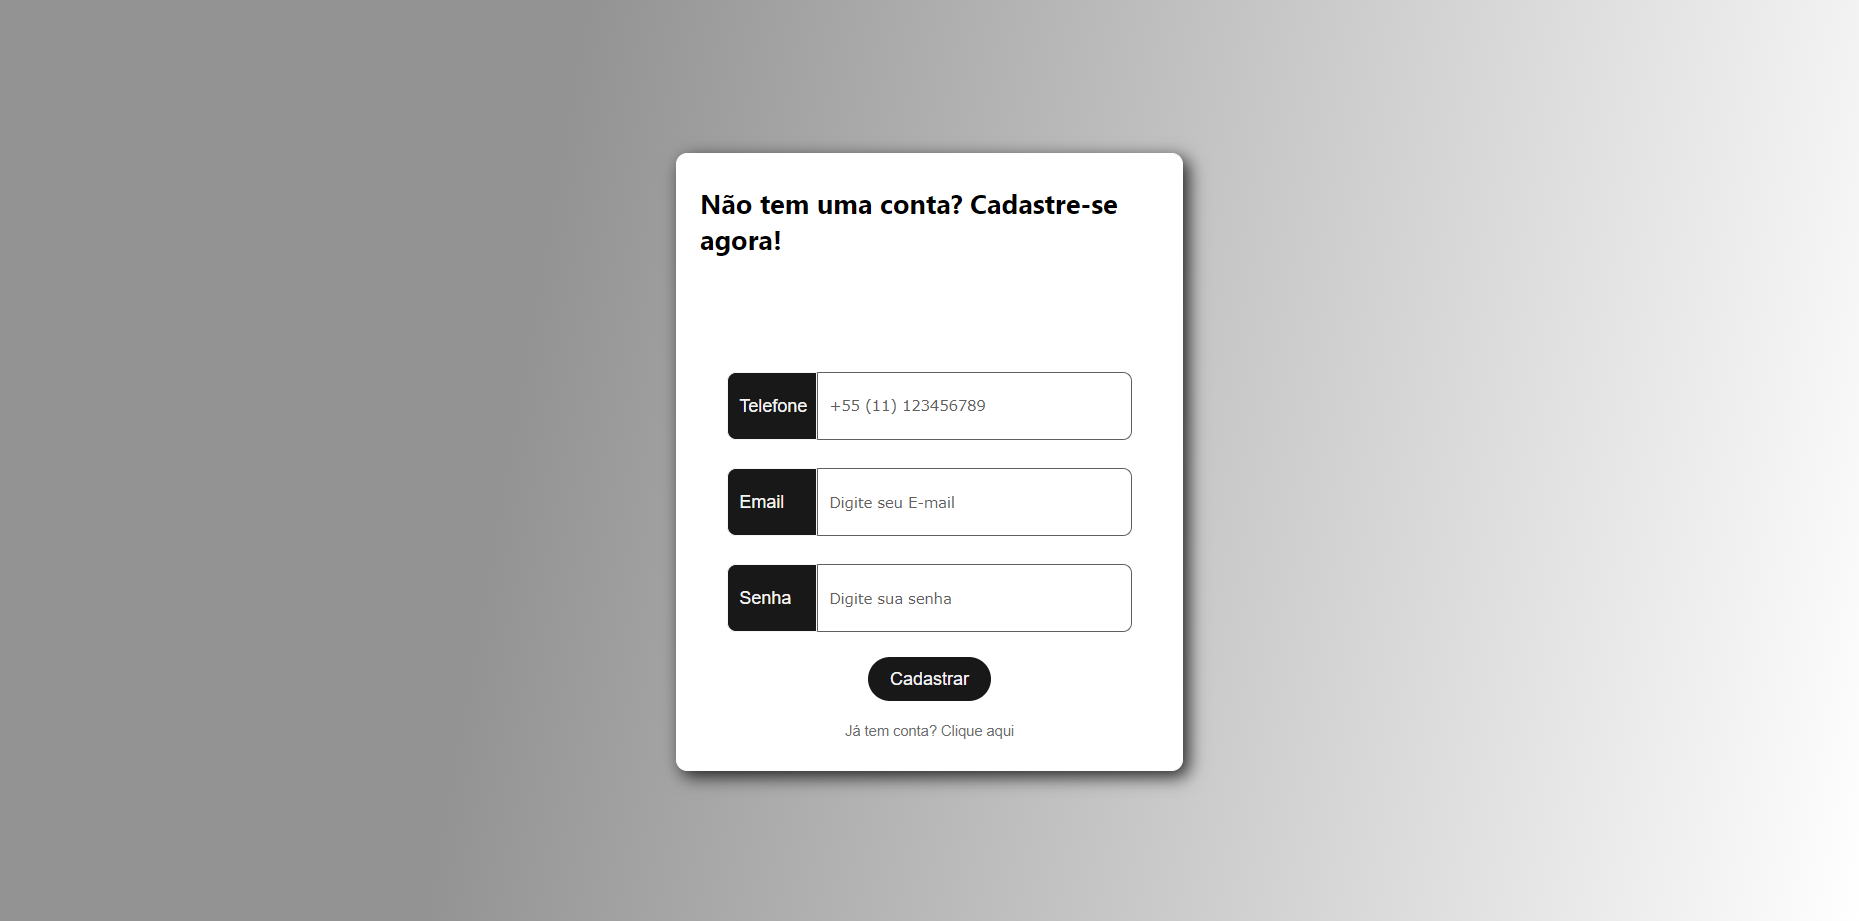 Não tem uma conta? Cadastre-se
agora!
Telefone +55 (11) 123456789
Email Digite seu E-mail
Senha Digite sua senha
Cadastrar
Já tem conta? Clique aqui